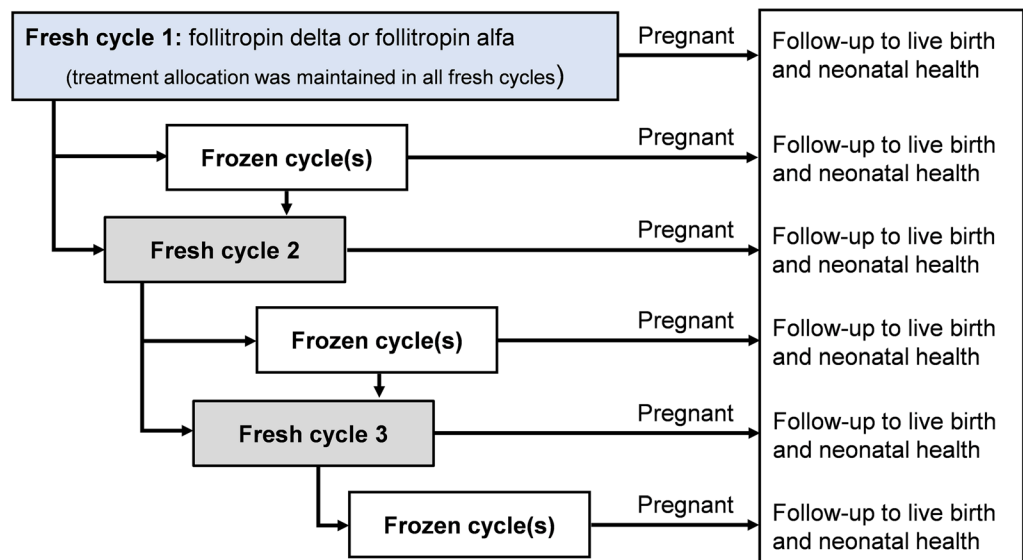 Fresh cycle 1: follitropin delta or follitropin alfa
(treatment allocation was maintained in all fresh cycles)
Pregnant
Follow-up to live birth
and neonatal health
Frozen cycle(s)
Pregnant
Follow-up to live birth
and neonatal health
Fresh cycle 2
Pregnant
Follow-up to live birth
and neonatal health
Frozen cycle(s)
Pregnant
Follow-up to live birth
and neonatal health
Fresh cycle 3
Pregnant
Follow-up to live birth
and neonatal health
Frozen cycle(s)
Pregnant
Follow-up to live birth
and neonatal health